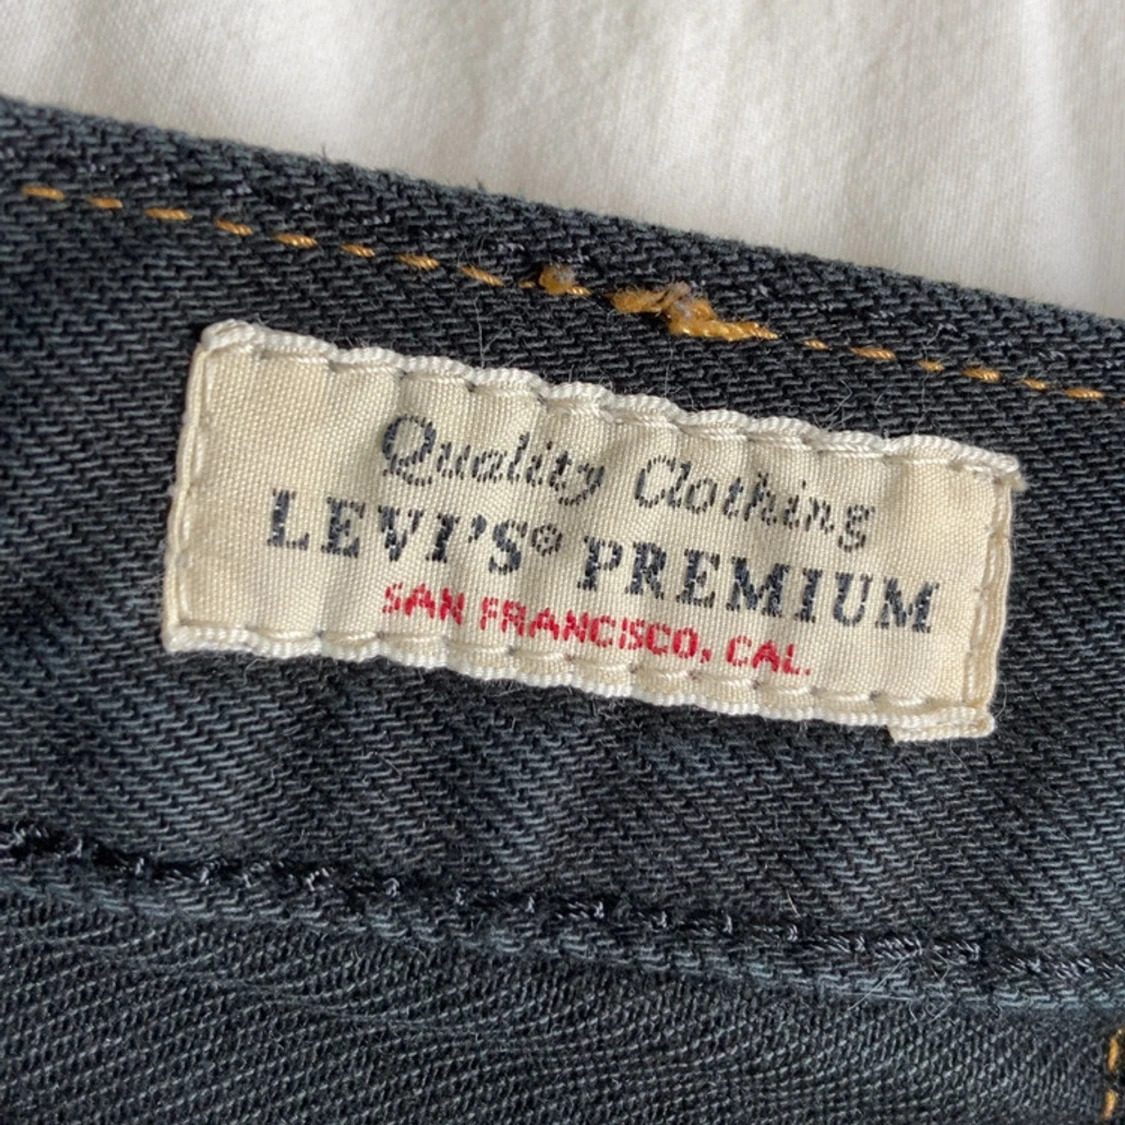 Quality Clothing
LEVI'S® PREMIUM
SAN FRANCISCO, CAL.